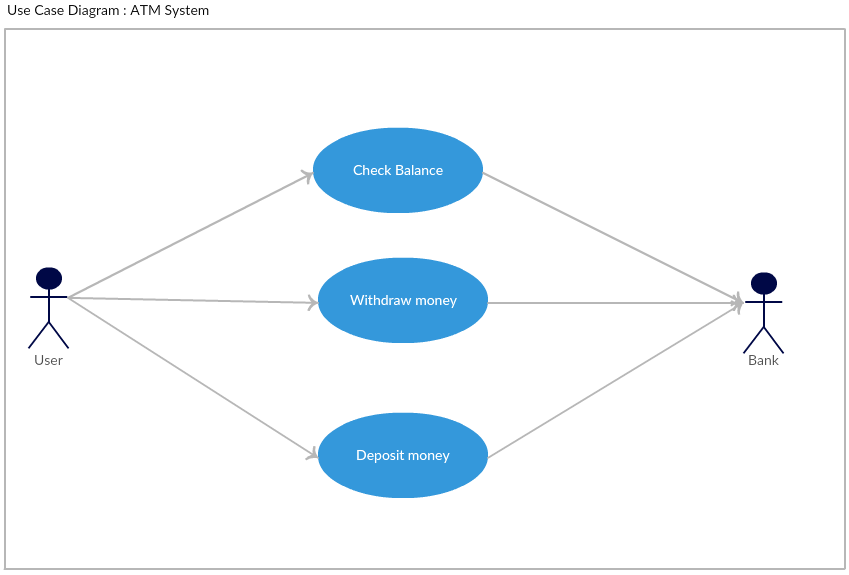 Use Case Diagram : ATM System
Check Balance
Withdraw money
User
Bank
Deposit money